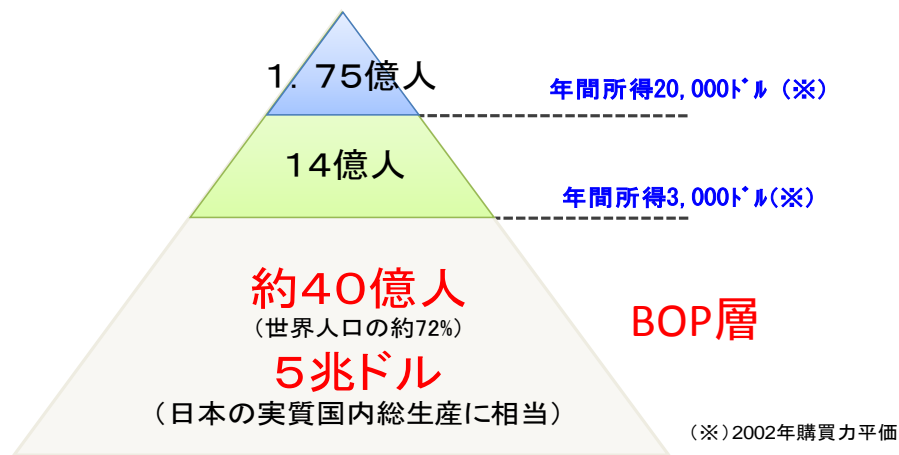 1．75億人
年間所得20,000ﾄﾞﾙ（※）
14億人
年間所得3,000ﾄﾞﾙ（※）
約40億人
（世界人口の約72%）
BOP層
5兆ドル
（日本の実質国内総生産に相当）
（※）2002年購買力平価